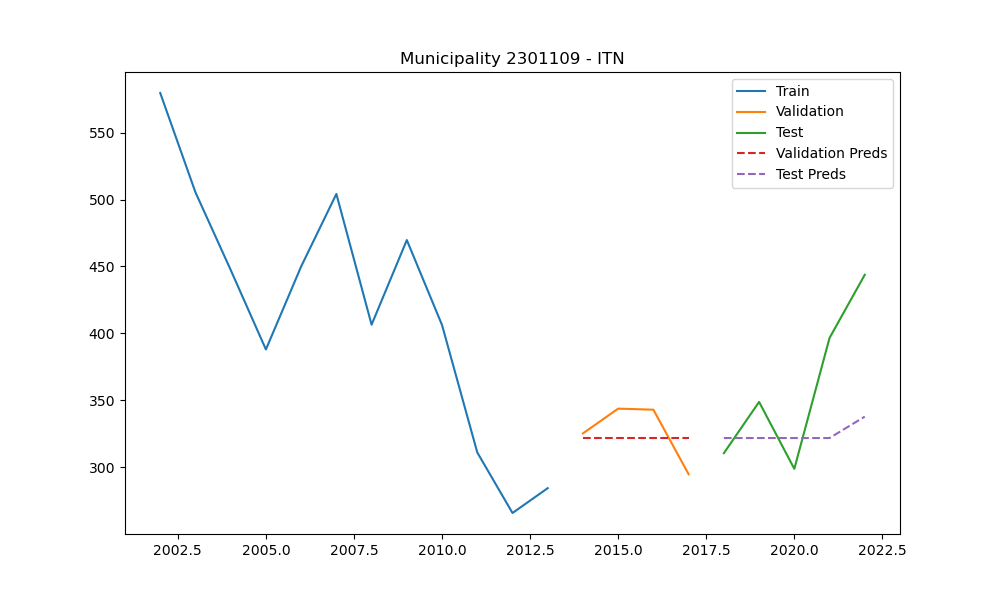 Municipality 2301109 - ITN
Train
Validation
Test
Validation Preds
Test Preds
550
500
450
400
350
300
2002.5 2005.0 2007.5 2010.0 2012.5 2015.0 2017.5 2020.0 2022.5